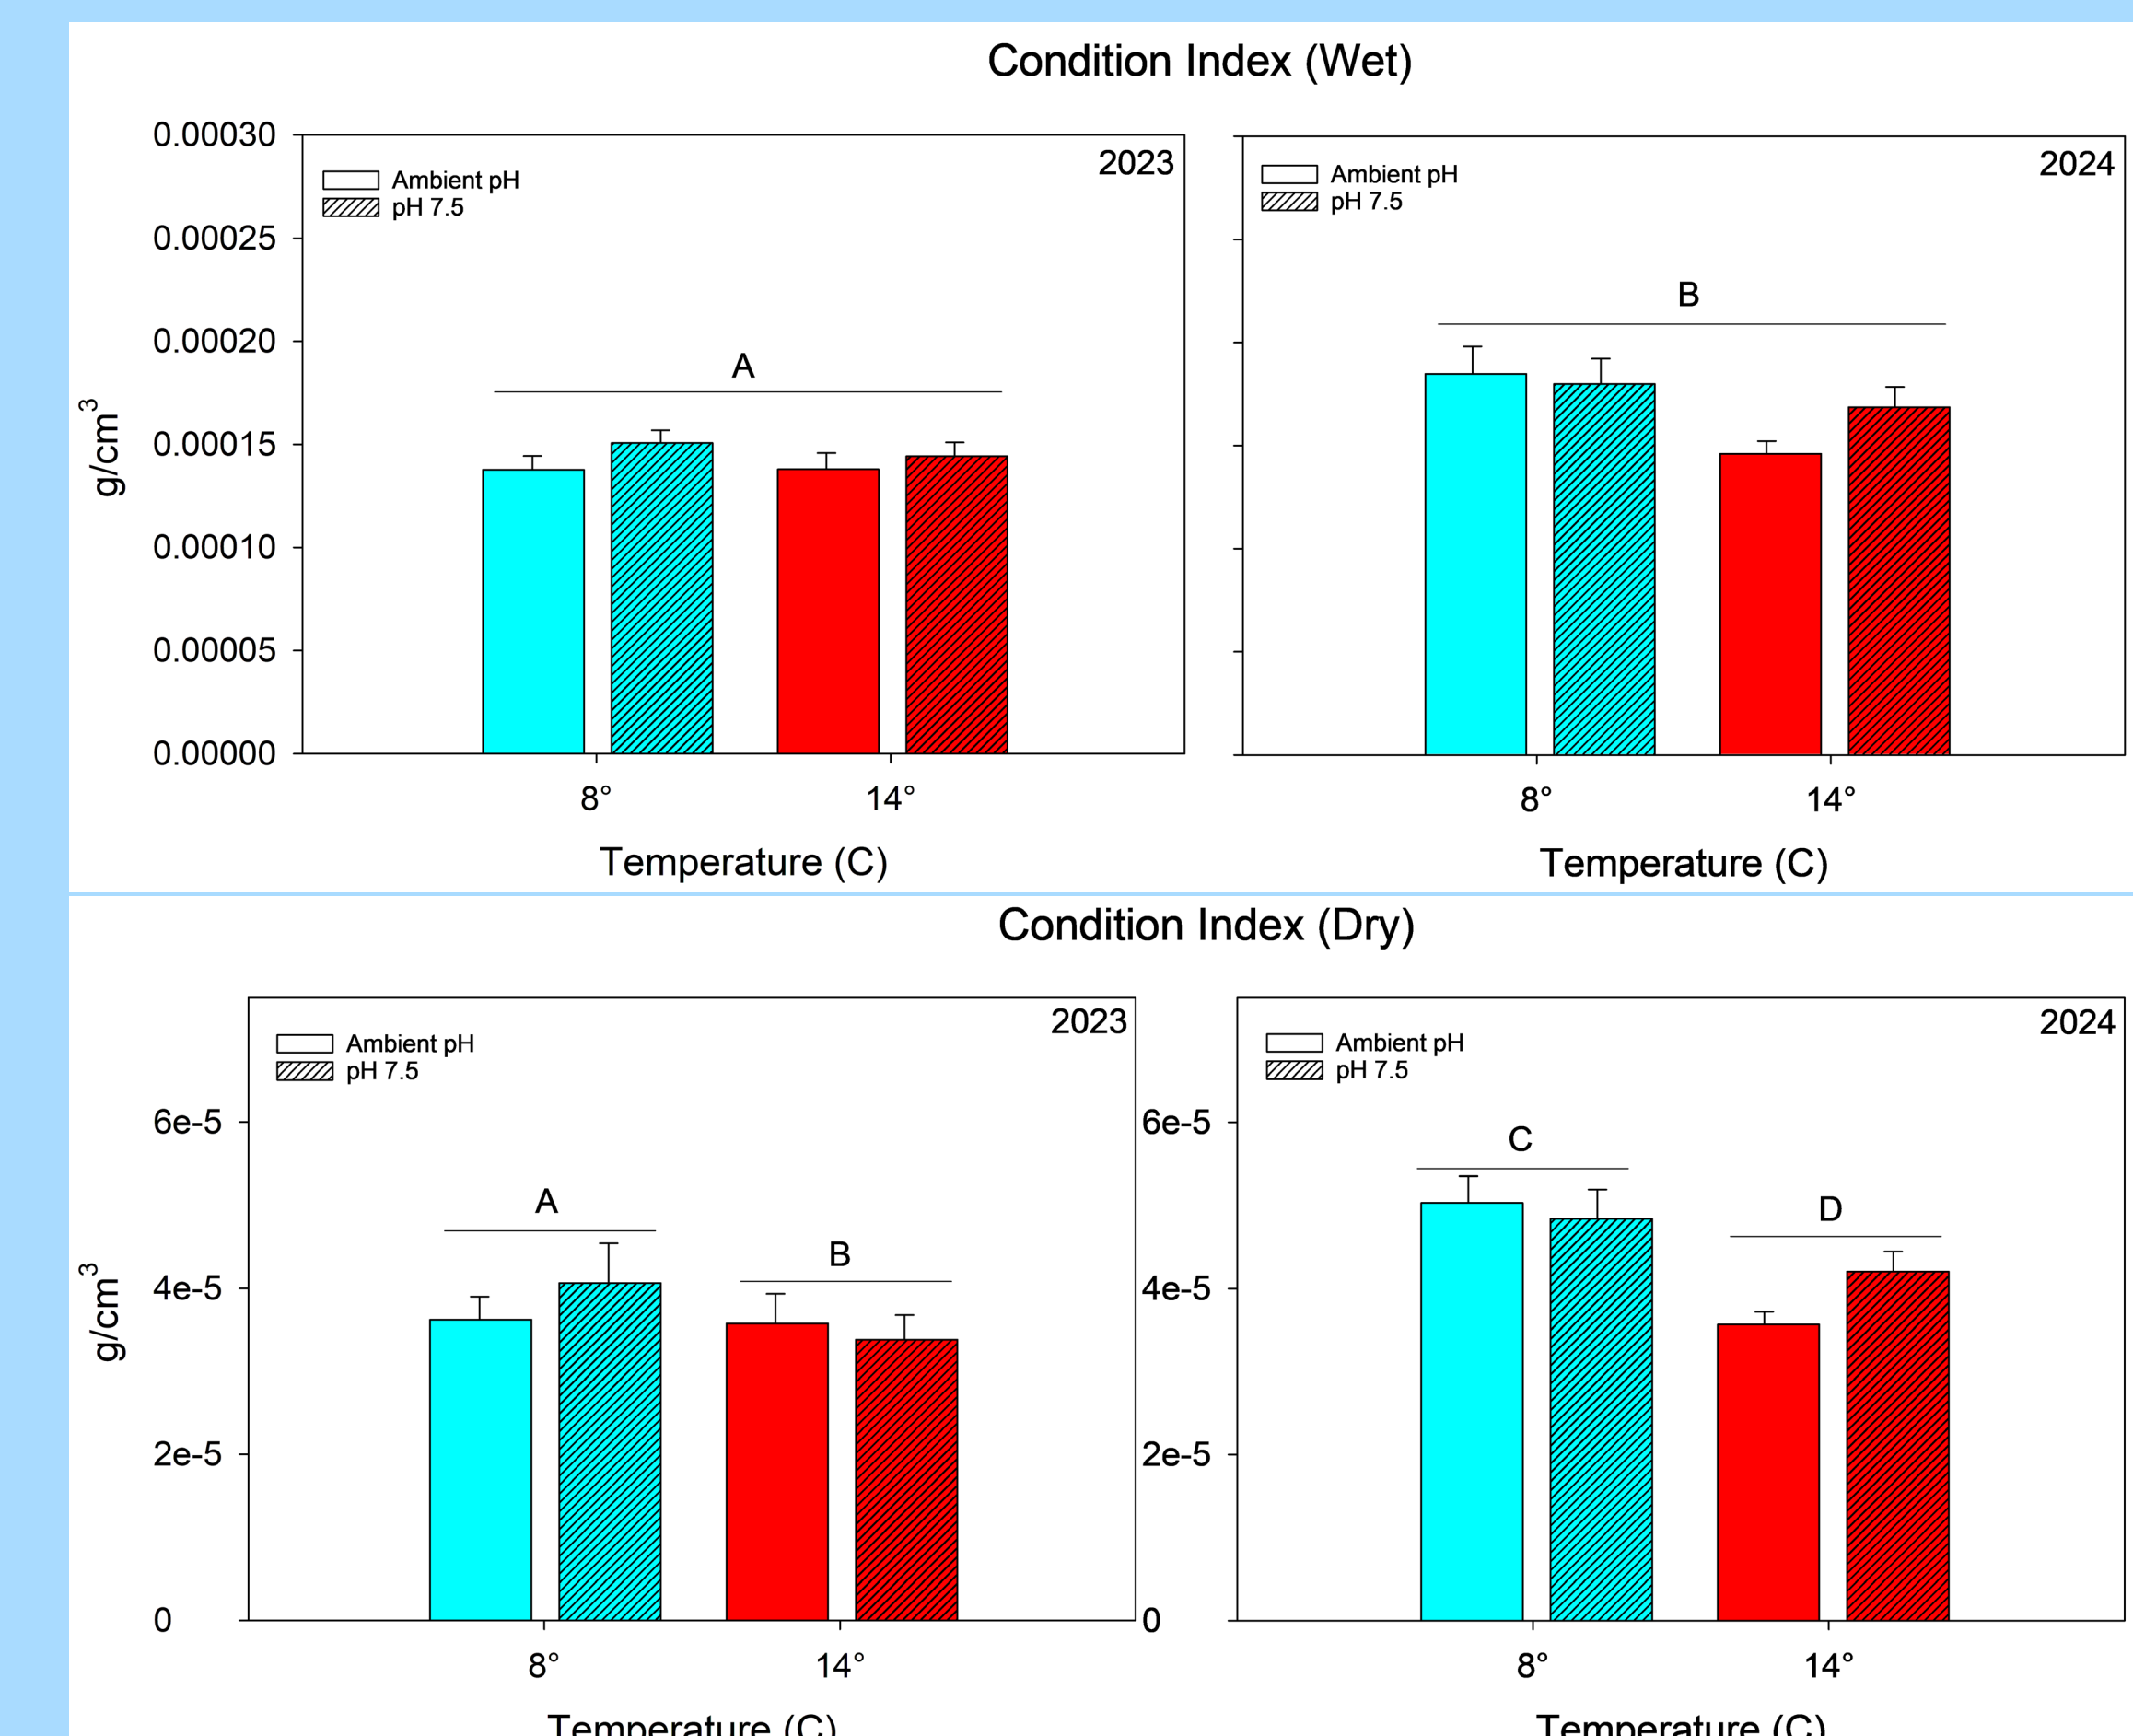 Condition Index (Wet)
0.00030
0.00025
0.00020
0.00015
0.00010
0.00005
0.00000
g/cm³
2023
Ambient pH
pH 7.5
A
8° 14°
Temperature (C)
2024
Ambient pH
pH 7.5
B
8° 14°
Temperature (C)
Condition Index (Dry)
6e-5
4e-5
2e-5
0
g/cm³
2023
Ambient pH
pH 7.5
A
B
8° 14°
Temperature (C)
6e-5
4e-5
2e-5
0
2024
Ambient pH
pH 7.5
C
D
8° 14°
Temperature (C)